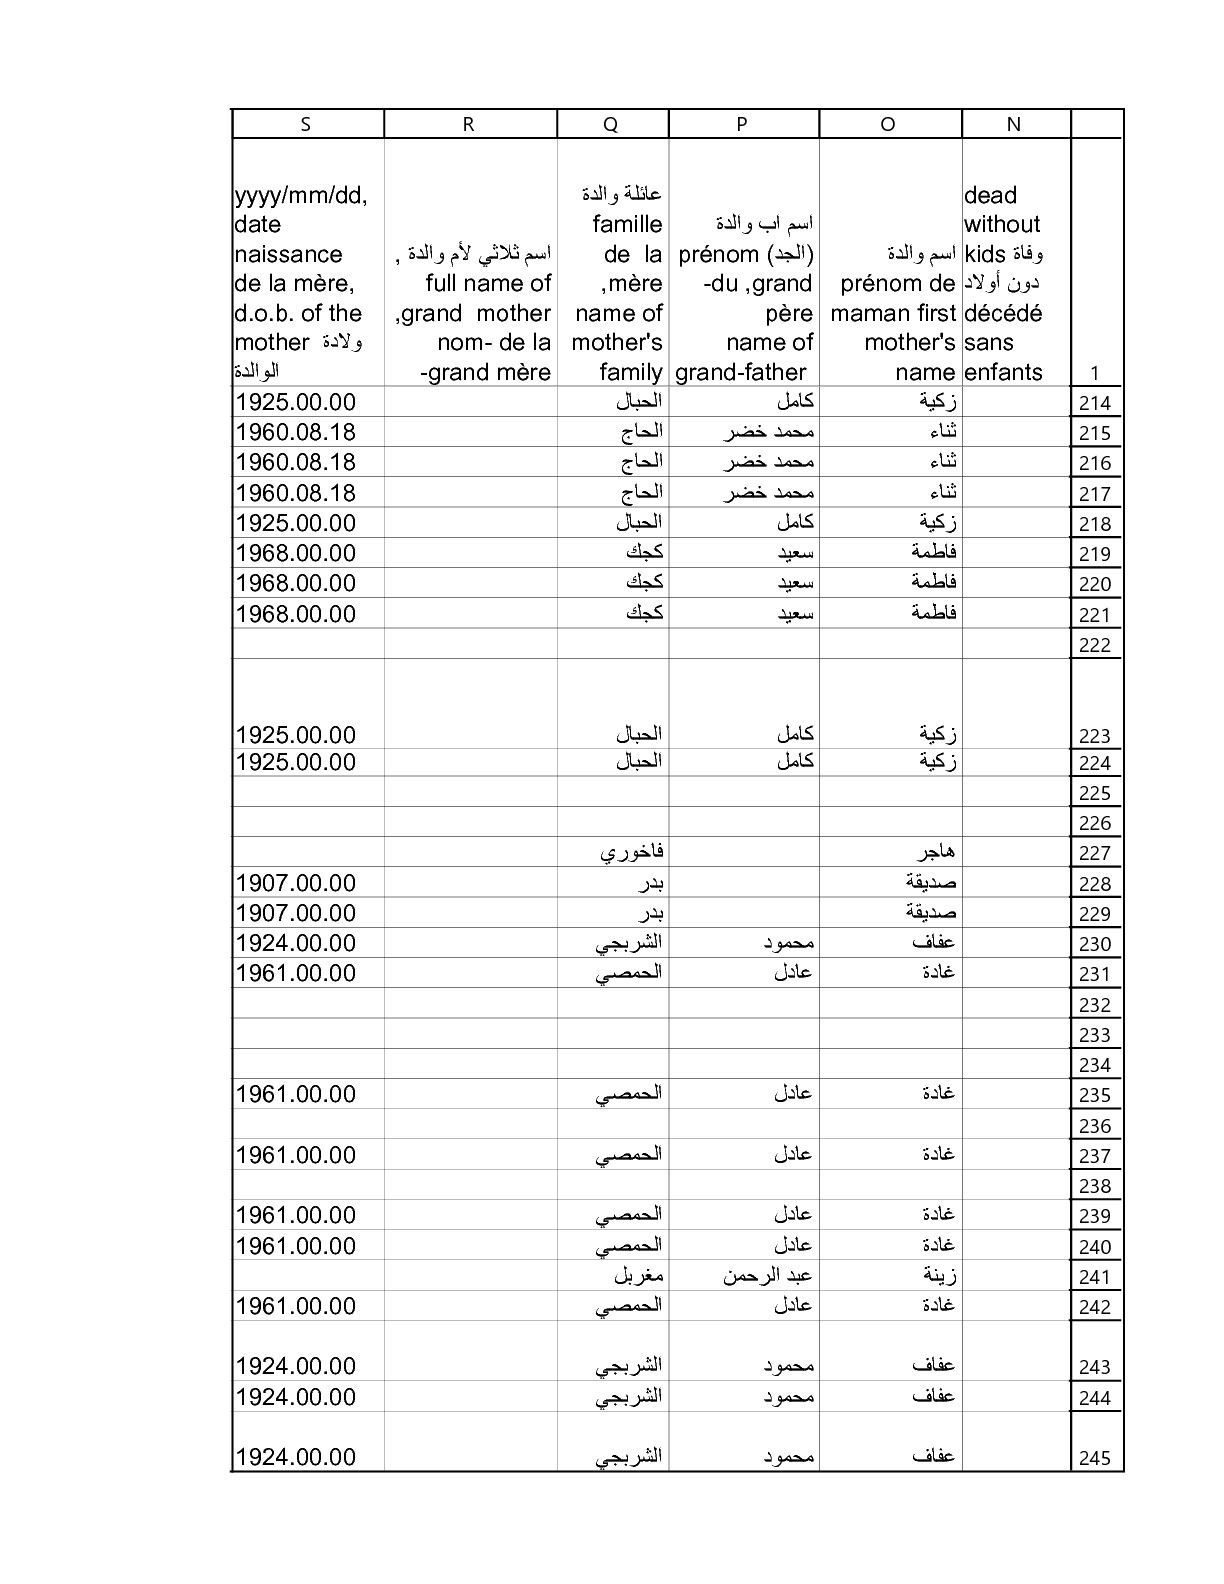 S R Q P O N
yyyy/mm/dd,
date
naissance
de la mère,
d.o.b. of the
mother ولادة
الوالدة
اسم ثلاثي لأم والدة ,
full name of
,grand mother
nom- de la
-grand mère
عائلة والدة
famille
de la
,mère
name of
mother's
family
اسم اب والدة
prénom (الجد)
-du ,grand
père
name of
grand-father
اسم والدة
prénom de
maman first
mother's
name
dead
without
kids وفاة
دون أولاد
décédé
sans
enfants
1
1925.00.00 الحبال كامل زكية 214
1960.08.18 الحاج محمد خضر ثناء 215
1960.08.18 الحاج محمد خضر ثناء 216
1960.08.18 الحاج محمد خضر ثناء 217
1925.00.00 الحبال كامل زكية 218
1968.00.00 كجك سعيد فاطمة 219
1968.00.00 كجك سعيد فاطمة 220
1968.00.00 كجك سعيد فاطمة 221
222
1925.00.00 الحبال كامل زكية 223
1925.00.00 الحبال كامل زكية 224
225
226
فاخوري هاجر 227
1907.00.00 بدر صديقة 228
1907.00.00 بدر صديقة 229
1924.00.00 الشربجي محمود عفاف 230
1961.00.00 الحمصي عادل غادة 231
232
233
234
1961.00.00 الحمصي عادل غادة 235
236
1961.00.00 الحمصي عادل غادة 237
238
1961.00.00 الحمصي عادل غادة 239
1961.00.00 الحمصي عادل غادة 240
مغربل عبد الرحمن زينة 241
1961.00.00 الحمصي عادل غادة 242
1924.00.00 الشربجي محمود عفاف 243
1924.00.00 الشربجي محمود عفاف 244
1924.00.00 الشربجي محمود عفاف 245